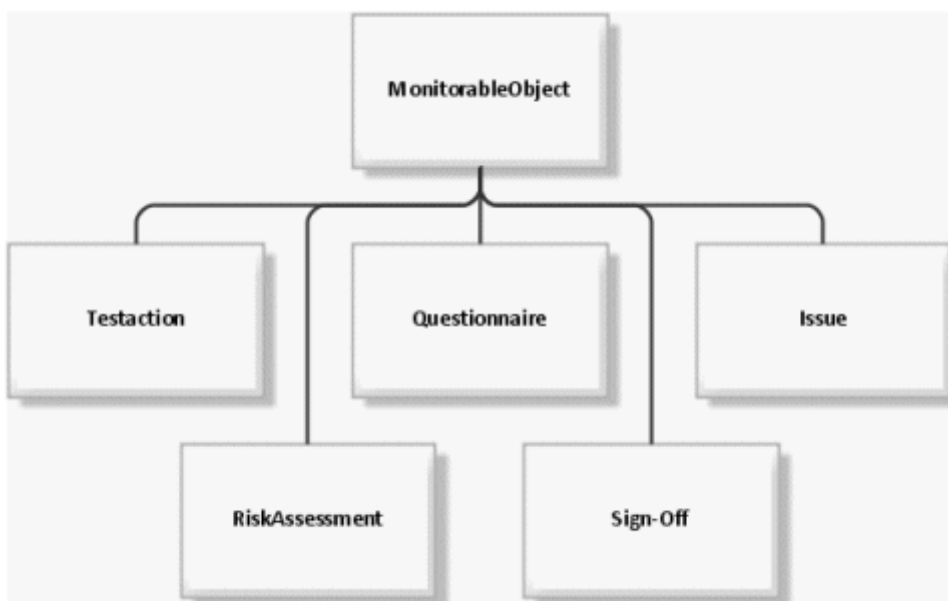 MonitorableObject
Testaction
Questionnaire
Issue
RiskAssessment
Sign-Off